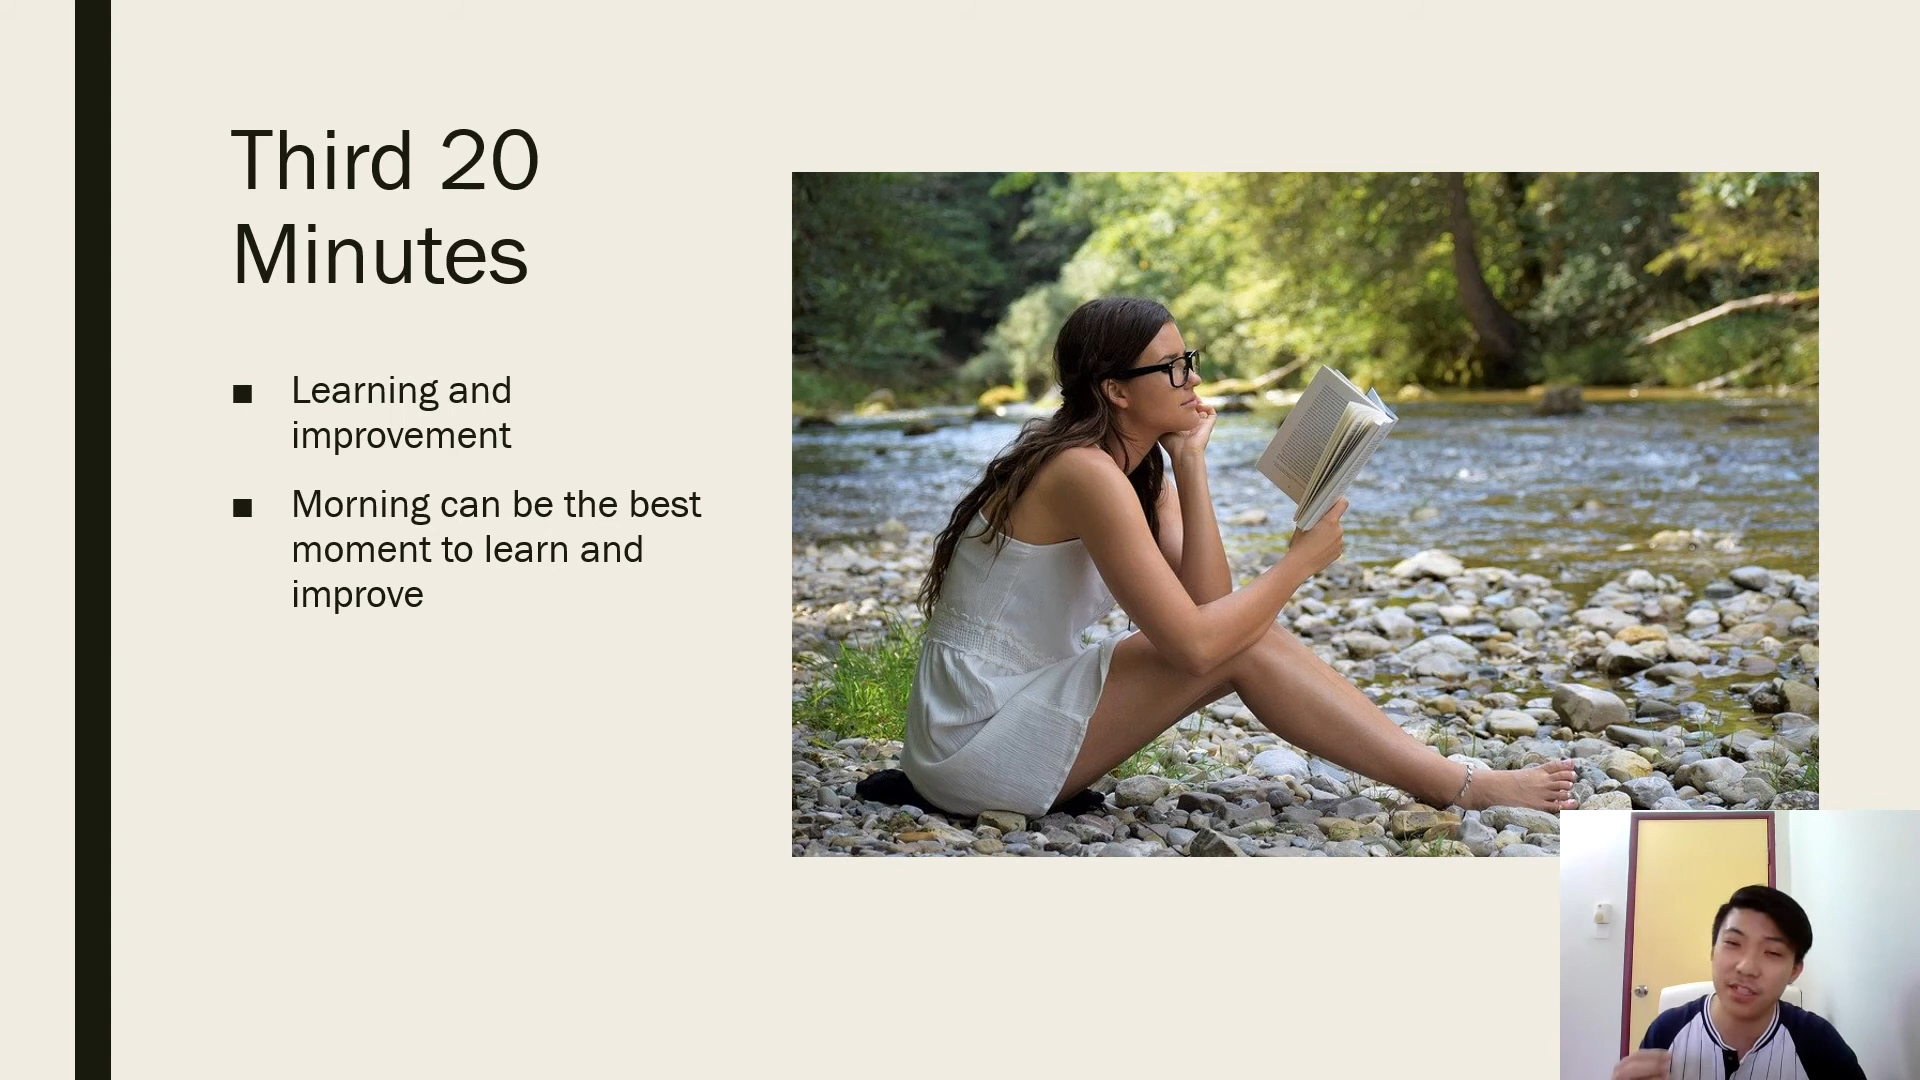 Third 20
Minutes
■ Learning and
improvement
■ Morning can be the best
moment to learn and
improve